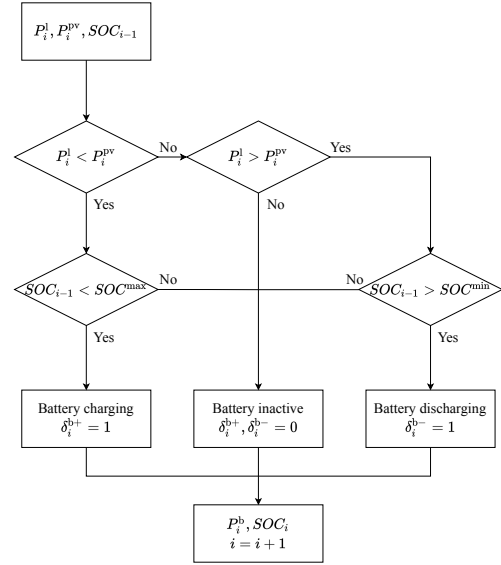 P_i^l, P_i^pv, SOC_{i−1}
P_i^l < P_i^pv
No
P_i^l > P_i^pv
Yes
Yes
No
SOC_{i−1} < SOC^max
No
No
SOC_{i−1} > SOC^min
Yes
Yes
Battery charging
δ_i^{b+} = 1
Battery inactive
δ_i^{b+}, δ_i^{b−} = 0
Battery discharging
δ_i^{b−} = 1
P_i^b, SOC_i
i = i + 1